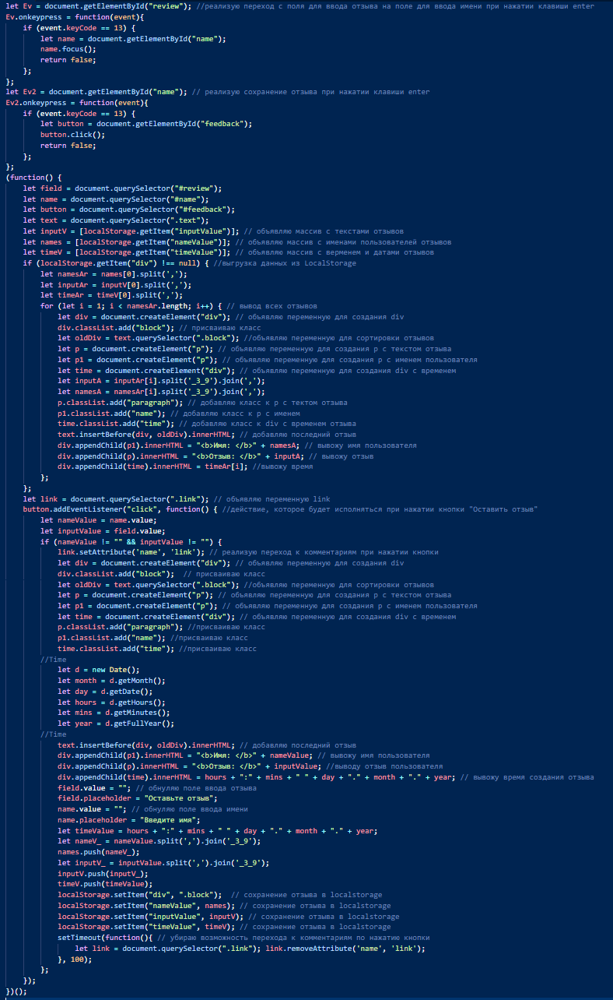 let Ev = document.getElementById("review"); //реализую переход с поля для ввода отзыва на поле для ввода имени при нажатии клавиши enter
Ev.onkeypress = function(event){
    if (event.keyCode == 13) {
        let name = document.getElementById("name");
        name.focus();
        return false;
    };
};
let Ev2 = document.getElementById("name"); // реализую сохранение отзыва при нажатии клавиши enter
Ev2.onkeypress = function(event){
    if (event.keyCode == 13) {
        let button = document.getElementById("feedback");
        button.click();
        return false;
    };
};
(function() {
    let field = document.querySelector("#review");
    let name = document.querySelector("#name");
    let button = document.querySelector("#feedback");
    let text = document.querySelector(".text");
    let inputV = [localStorage.getItem("inputValue")]; // объявляю массив с текстами отзывов
    let names = [localStorage.getItem("nameValue")]; // объявляю массив с именами пользователей отзывов
    let timeV = [localStorage.getItem("timeValue")]; // объявляю массив с верменем и датами отзывов
    if (localStorage.getItem("div") !== null) { //выгрузка данных из LocalStorage
        let namesAr = names[0].split(',');
        let inputAr = inputV[0].split(',');
        let timeAr = timeV[0].split(',');
        for (let i = 1; i < namesAr.length; i++) { // вывод всех отзывов
            let div = document.createElement("div"); // объявляю переменную для создания div
            div.classList.add("block"); // присваиваю класс
            let oldDiv = text.querySelector(".block"); //объявляю переменную для сортировки отзывов
            let p = document.createElement("p"); // объявляю переменную для создания p с текстом отзыва
            let p1 = document.createElement("p"); // объявляю переменную для создания p с именем пользователя
            let time = document.createElement("div"); // объявляю переменную для создания div с временем
            let inputA = inputAr[i].split('_3_9').join(',');
            let namesA = namesAr[i].split('_3_9').join(',');
            p.classList.add("paragraph"); // добавляю класс к p с тектом отзыва
            p1.classList.add("name"); // добавляю класс к p с именем
            time.classList.add("time"); // добавляю класс к div с временем отзыва
            text.insertBefore(div, oldDiv).innerHTML; // добавляю последний отзыв
            div.appendChild(p1).innerHTML = "<b>Имя: </b>" + namesA; // вывожу имя пользователя
            div.appendChild(p).innerHTML = "<b>Отзыв: </b>" + inputA; // вывожу отзыв
            div.appendChild(time).innerHTML = timeAr[i]; //вывожу время
        };
    };
    let link = document.querySelector(".link"); // объявляю переменную link
    button.addEventListener("click", function() { //действие, которое будет исполняться при нажатии кнопки "Оставить отзыв"
        let nameValue = name.value;
        let inputValue = field.value;
        if (nameValue != "" && inputValue != "") {
            link.setAttribute('name', 'link'); // реализую переход к комментариям при нажатии кнопки
            let div = document.createElement("div"); // объявляю переменную для создания div
            div.classList.add("block");  // присваиваю класс
            let oldDiv = text.querySelector(".block"); //объявляю переменную для сортировки отзывов
            let p = document.createElement("p"); // объявляю переменную для создания p с текстом отзыва
            let p1 = document.createElement("p"); // объявляю переменную для создания p с именем пользователя
            let time = document.createElement("div"); // объявляю переменную для создания div с временем
            p.classList.add("paragraph"); //присваиваю класс
            p1.classList.add("name"); //присваиваю класс
            time.classList.add("time"); //присваиваю класс
        //Time
            let d = new Date();
            let month = d.getMonth();
            let day = d.getDate();
            let hours = d.getHours();
            let mins = d.getMinutes();
            let year = d.getFullYear();
        //Time
            text.insertBefore(div, oldDiv).innerHTML; // добавляю последний отзыв
            div.appendChild(p1).innerHTML = "<b>Имя: </b>" + nameValue; // вывожу имя пользователя
            div.appendChild(p).innerHTML = "<b>Отзыв: </b>" + inputValue; //выводу отзыв пользователя
            div.appendChild(time).innerHTML = hours + ":" + mins + " " + day + "." + month + "." + year; // вывожу время создания отзыва
            field.value = ""; // обнуляю поле ввода отзыва
            field.placeholder = "Оставьте отзыв";
            name.value = ""; // обнуляю поле ввода имени
            name.placeholder = "Введите имя";
            let timeValue = hours + ":" + mins + " " + day + "." + month + "." + year;
            let nameV_ = nameValue.split(',').join('_3_9');
            names.push(nameV_);
            let inputV_ = inputValue.split(',').join('_3_9');
            inputV.push(inputV_);
            timeV.push(timeValue);
            localStorage.setItem("div", ".block");  // сохранение отзыва в localstorage
            localStorage.setItem("nameValue", names); // сохранение отзыва в localstorage
            localStorage.setItem("inputValue", inputV); // сохранение отзыва в localstorage
            localStorage.setItem("timeValue", timeV); // сохранение отзыва в localstorage
            setTimeout(function(){ // убираю возможность перехода к комментариям по нажатию кнопки
                let link = document.querySelector(".link"); link.removeAttribute('name', 'link');
            }, 100);
        };
    });
})();